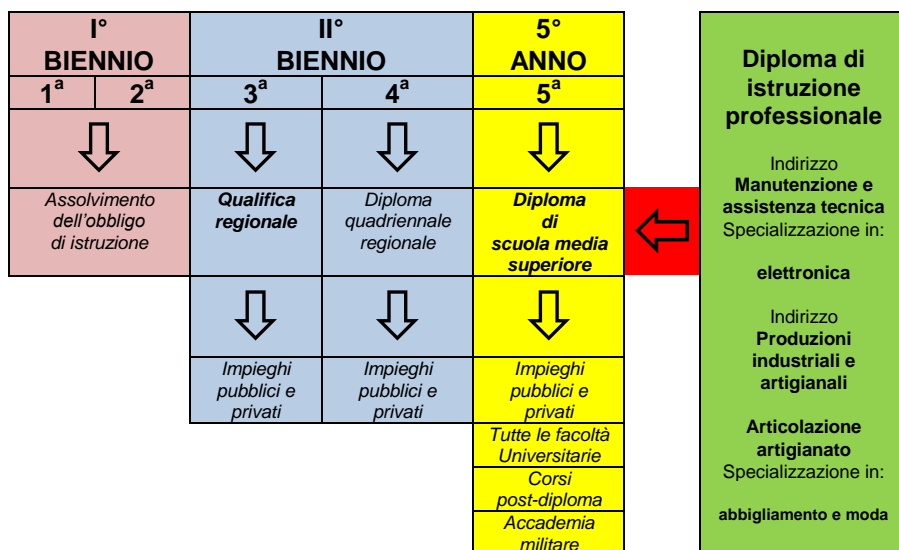 I°
BIENNIO
II°
BIENNIO
5°
ANNO
1ª
2ª
3ª
4ª
5ª
Assolvimento
dell'obbligo
di istruzione
Qualifica
regionale
Diploma
quadriennale
regionale
Diploma
di
scuola media
superiore
Impieghi
pubblici e
privati
Impieghi
pubblici e
privati
Impieghi
pubblici e
privati
Tutte le facoltà
Universitarie
Corsi
post-diploma
Accademia
militare
Diploma di
istruzione
professionale
Indirizzo
Manutenzione e
assistenza tecnica
Specializzazione in:
elettronica
Indirizzo
Produzioni
industriali e
artigianali
Articolazione
artigianato
Specializzazione in:
abbigliamento e moda